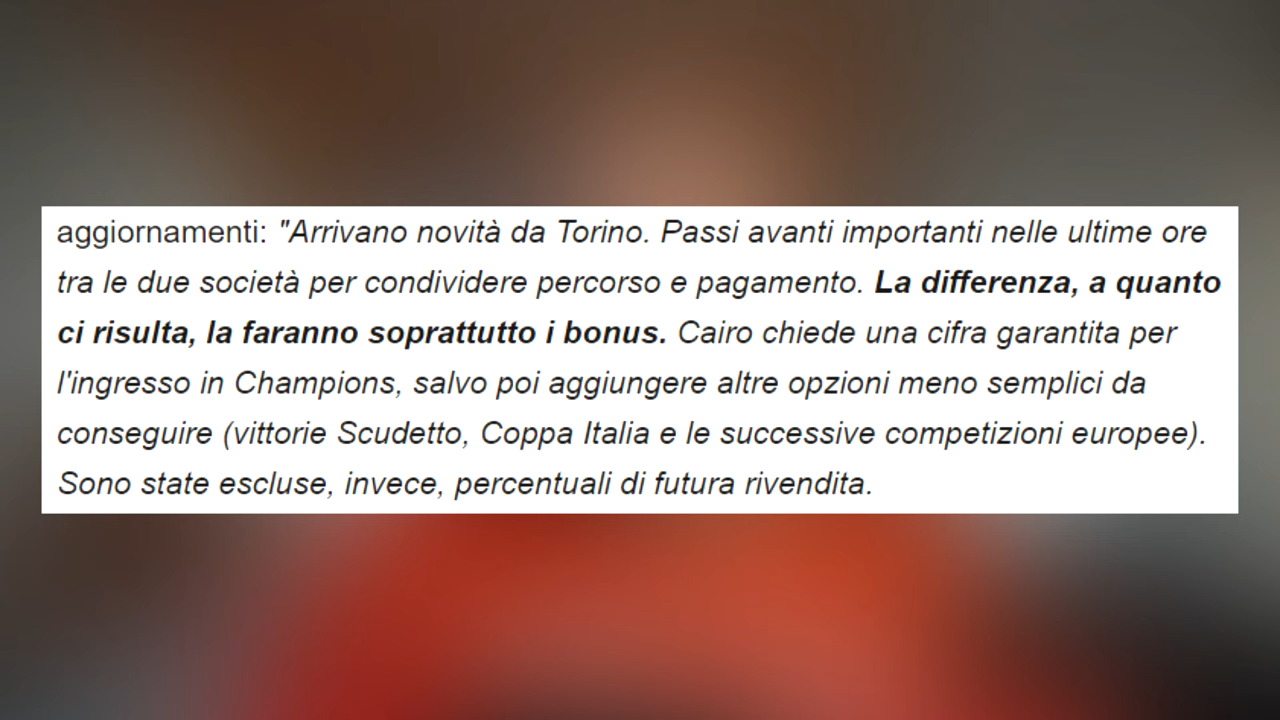 aggiornamenti: "Arrivano novità da Torino. Passi avanti importanti nelle ultime ore
tra le due società per condividere percorso e pagamento. La differenza, a quanto
ci risulta, la faranno soprattutto i bonus. Cairo chiede una cifra garantita per
l'ingresso in Champions, salvo poi aggiungere altre opzioni meno semplici da
conseguire (vittorie Scudetto, Coppa Italia e le successive competizioni europee).
Sono state escluse, invece, percentuali di futura rivendita.